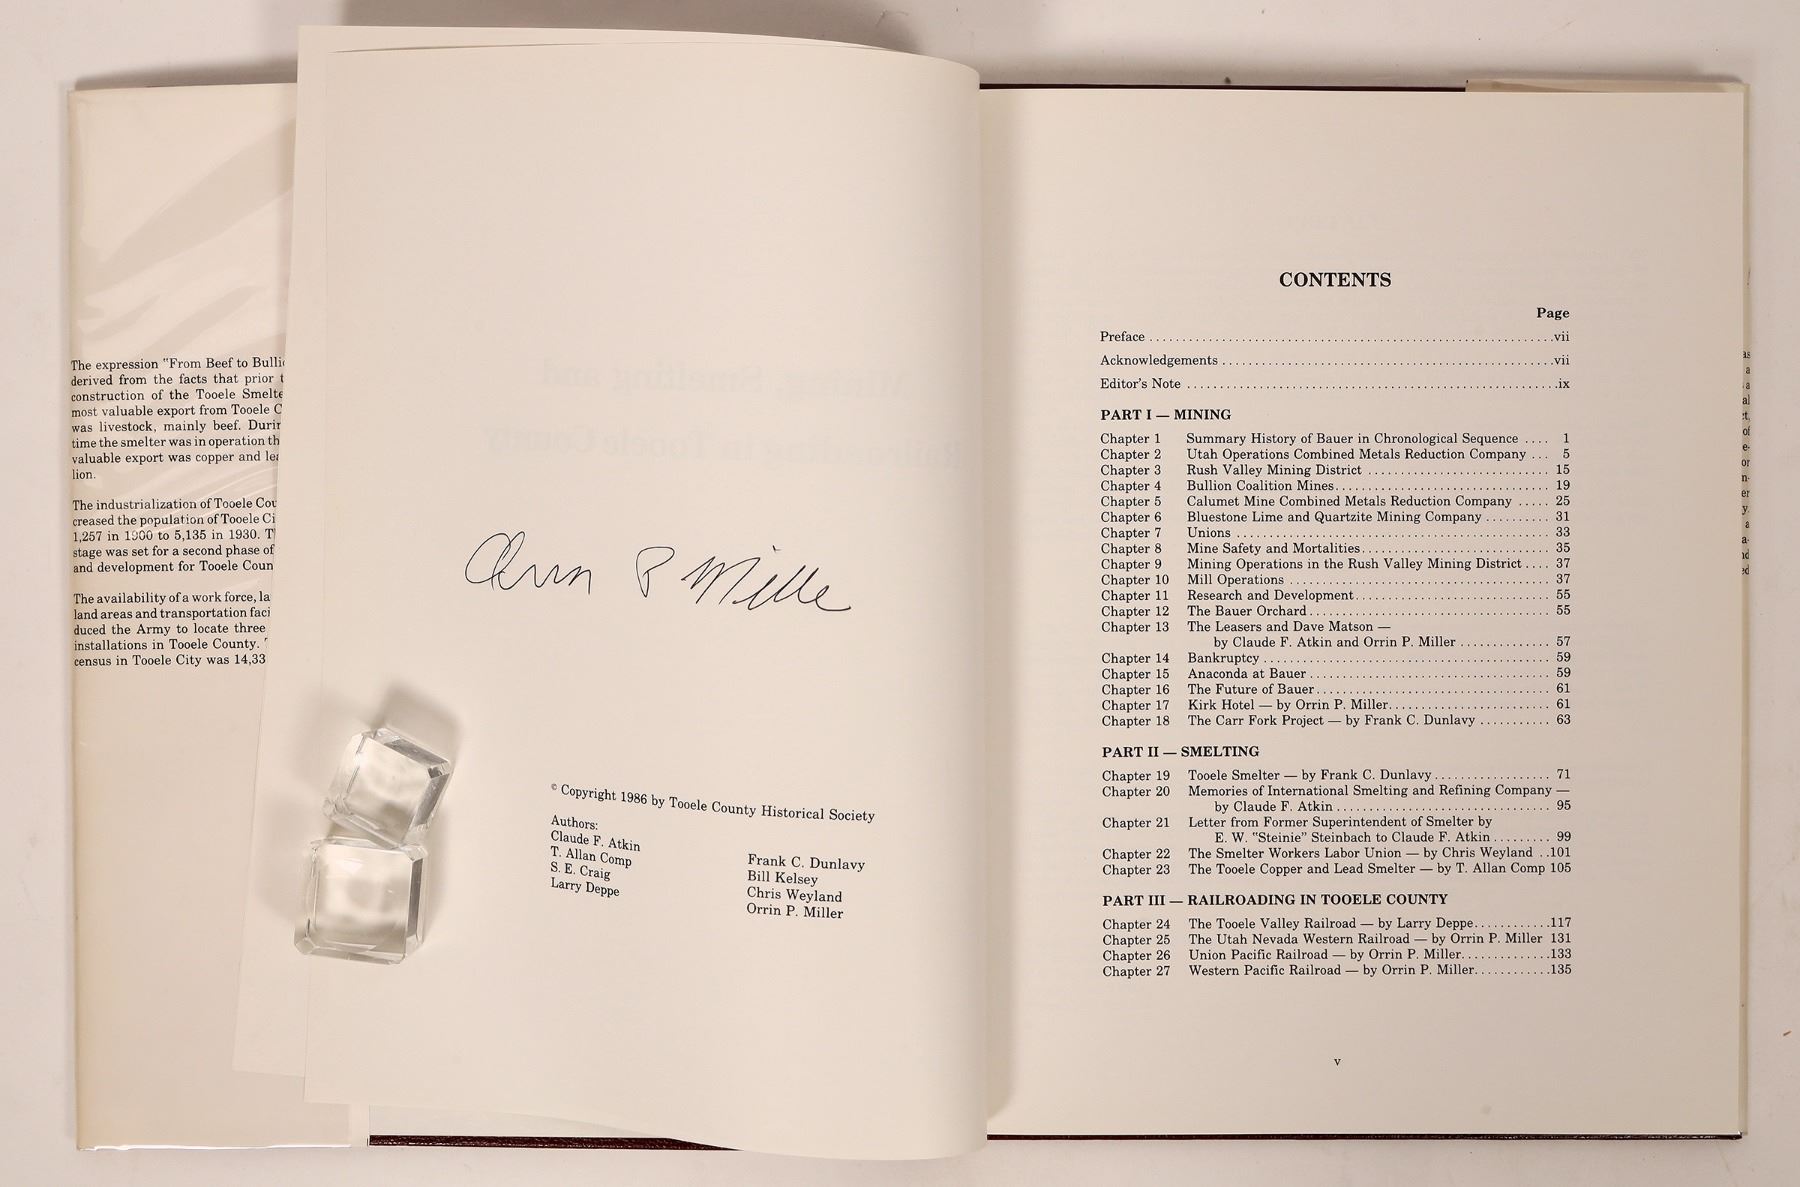 The expression "From Beef to Bulli
derived from the facts that prior t
construction of the Tooele Smelte
most valuable export from Tooele C
was livestock, mainly beef. Durin
time the smelter was in operation th
valuable export was copper and lea
lion.
The industrialization of Tooele Cou
creased the population of Tooele Ci
1,257 in 1900 to 5,135 in 1930. T
stage was set for a second phase of
and development for Tooele Coun
The availability of a work force, la
land areas and transportation faci
duced the Army to locate three
installations in Tooele County.
census in Tooele City was 14,33
Mining, Smelting and
Railroading in Tooele County
Orrin P Miller
© Copyright 1986 by Tooele County Historical Society
Authors:
Claude F. Atkin
T. Allan Comp
S. E. Craig
Larry Deppe
Frank C. Dunlavy
Bill Kelsey
Chris Weyland
Orrin P. Miller
CONTENTS
Page
Preface ............................................................vii
Acknowledgements ..................................................vii
Editor's Note ........................................................ix
PART I — MINING
Chapter 1 Summary History of Bauer in Chronological Sequence .... 1
Chapter 2 Utah Operations Combined Metals Reduction Company ... 5
Chapter 3 Rush Valley Mining District ........................... 15
Chapter 4 Bullion Coalition Mines................................ 19
Chapter 5 Calumet Mine Combined Metals Reduction Company ..... 25
Chapter 6 Bluestone Lime and Quartzite Mining Company .......... 31
Chapter 7 Unions ............................................... 33
Chapter 8 Mine Safety and Mortalities............................ 35
Chapter 9 Mining Operations in the Rush Valley Mining District.... 37
Chapter 10 Mill Operations ....................................... 37
Chapter 11 Research and Development............................. 55
Chapter 12 The Bauer Orchard.................................... 55
Chapter 13 The Leasers and Dave Matson —
by Claude F. Atkin and Orrin P. Miller .............. 57
Chapter 14 Bankruptcy ........................................... 59
Chapter 15 Anaconda at Bauer .................................... 59
Chapter 16 The Future of Bauer................................... 61
Chapter 17 Kirk Hotel — by Orrin P. Miller........................ 61
Chapter 18 The Carr Fork Project — by Frank C. Dunlavy ........... 63
PART II — SMELTING
Chapter 19 Tooele Smelter — by Frank C. Dunlavy.................. 71
Chapter 20 Memories of International Smelting and Refining Company —
by Claude F. Atkin ................................. 95
Chapter 21 Letter from Former Superintendent of Smelter by
E. W. "Steinie" Steinbach to Claude F. Atkin......... 99
Chapter 22 The Smelter Workers Labor Union — by Chris Weyland ..101
Chapter 23 The Tooele Copper and Lead Smelter — by T. Allan Comp 105
PART III — RAILROADING IN TOOELE COUNTY
Chapter 24 The Tooele Valley Railroad — by Larry Deppe...........117
Chapter 25 The Utah Nevada Western Railroad — by Orrin P. Miller 131
Chapter 26 Union Pacific Railroad — by Orrin P. Miller.............133
Chapter 27 Western Pacific Railroad — by Orrin P. Miller...........135
v